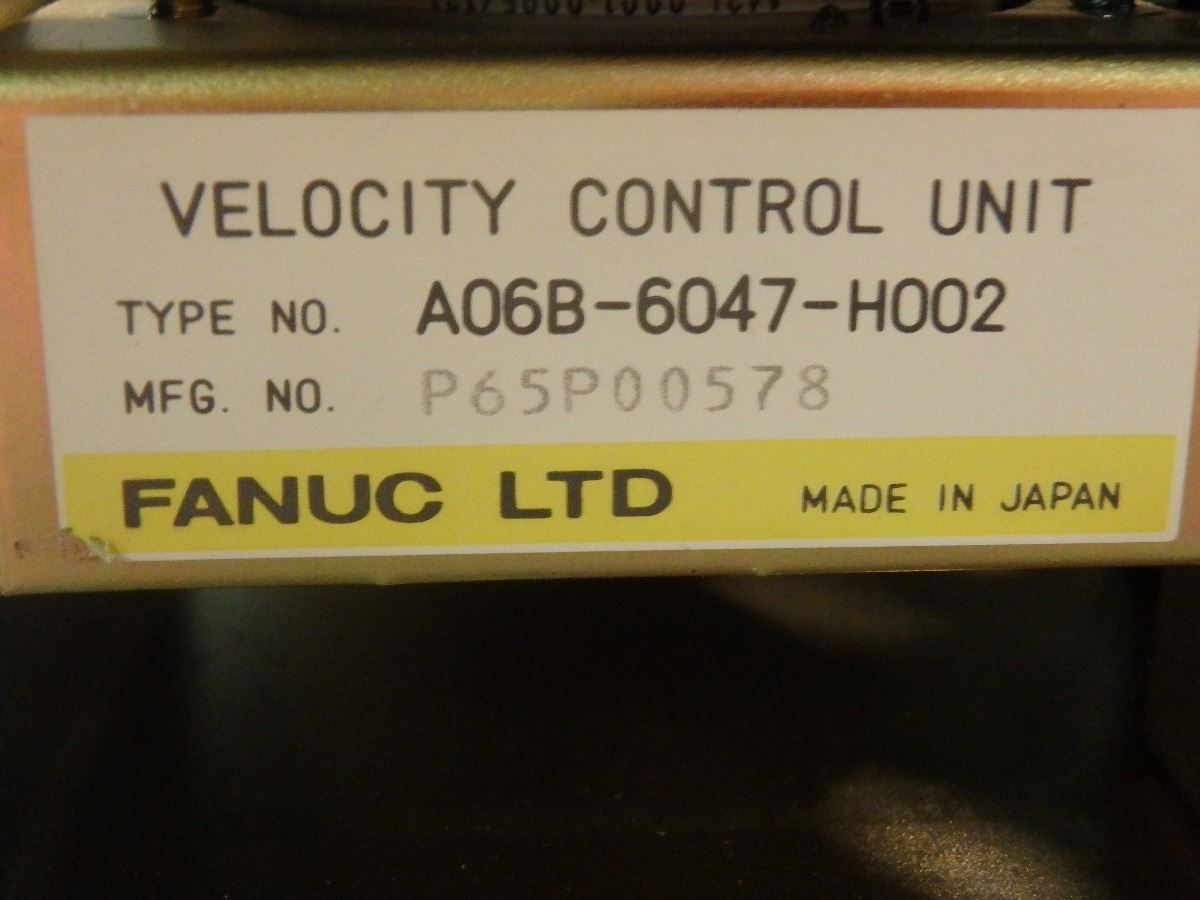 VELOCITY CONTROL UNIT
TYPE NO. A06B-6047-H002
MFG. NO. P65P00578
FANUC LTD MADE IN JAPAN